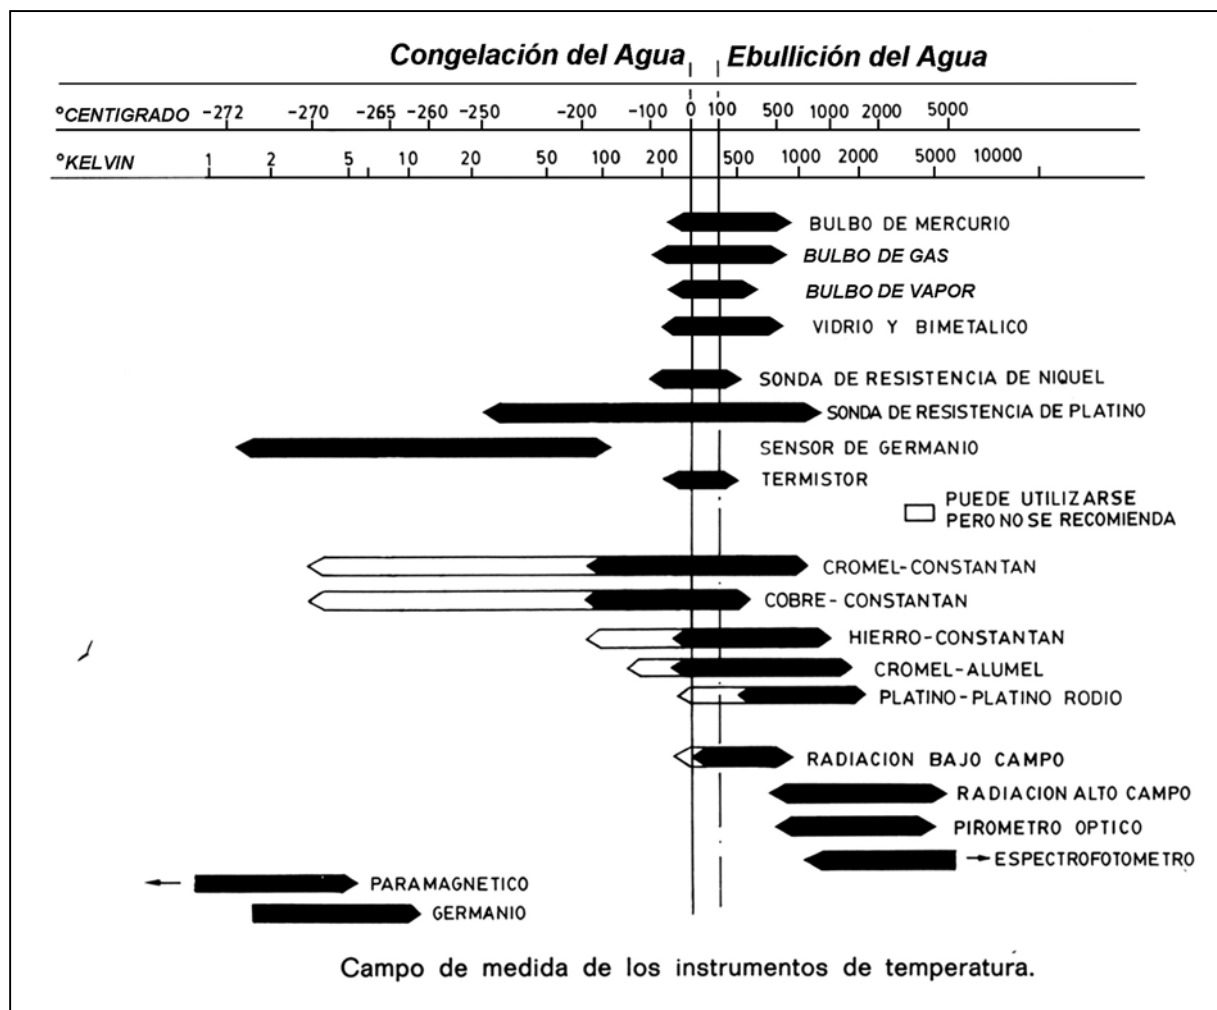 Congelación del Agua Ebullición del Agua
°CENTIGRADO -272 -270 -265 -260 -250 -200 -100 0 100 500 1000 2000 5000
°KELVIN 1 2 5 10 20 50 100 200 500 1000 2000 5000 10000
BULBO DE MERCURIO
BULBO DE GAS
BULBO DE VAPOR
VIDRIO Y BIMETALICO
SONDA DE RESISTENCIA DE NIQUEL
SONDA DE RESISTENCIA DE PLATINO
SENSOR DE GERMANIO
TERMISTOR
PUEDE UTILIZARSE
PERO NO SE RECOMIENDA
CROMEL-CONSTANTAN
COBRE-CONSTANTAN
HIERRO-CONSTANTAN
CROMEL-ALUMEL
PLATINO-PLATINO RODIO
RADIACION BAJO CAMPO
RADIACION ALTO CAMPO
PIROMETRO OPTICO
ESPECTROFOTOMETRO
PARAMAGNETICO
GERMANIO
Campo de medida de los instrumentos de temperatura.